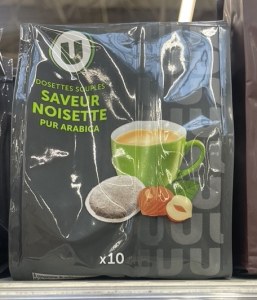 U
DOSETTES SOUPLES
SAVEUR
NOISETTE
PUR ARABICA
x10